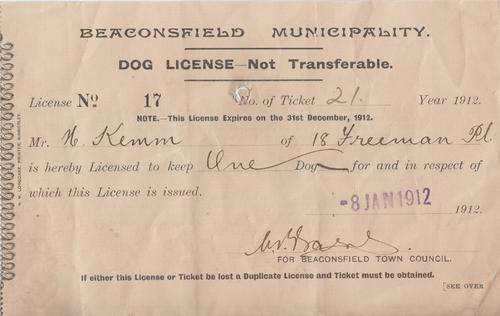 BEACONSFIELD MUNICIPALITY.
DOG LICENSE—Not Transferable.
License No 17 No. of Ticket 21. Year 1912.
NOTE.—This License Expires on the 31st December, 1912.
Mr. H. Kemm of 18 Freeman Pl.
is hereby Licensed to keep One Dog for and in respect of
which this License is issued.
-8 JAN 1912 1912.
FOR BEACONSFIELD TOWN COUNCIL.
If either this License or Ticket be lost a Duplicate License and Ticket must be obtained.
[SEE OVER